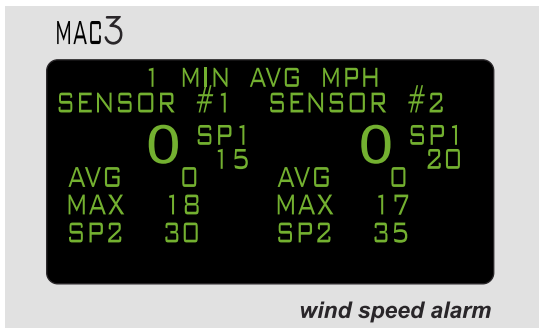 MAC3
1 MIN AVG MPH
SENSOR #1 SENSOR #2
0 SP1 0 SP1
15 20
AVG 0 AVG 0
MAX 18 MAX 17
SP2 30 SP2 35
wind speed alarm